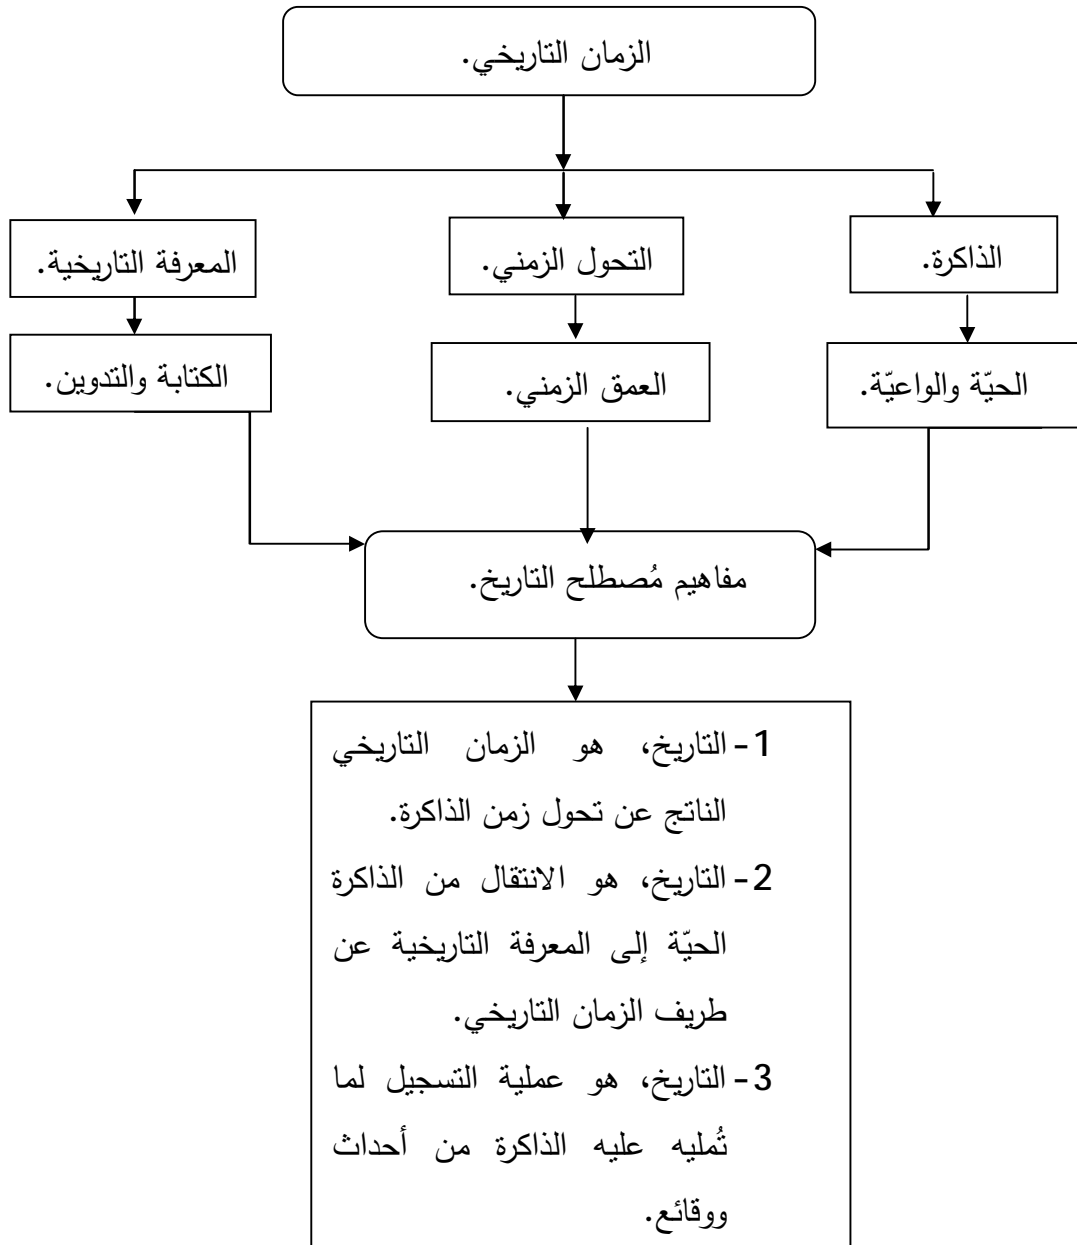 الزمان التاريخي.
الذاكرة.
التحول الزمني.
المعرفة التاريخية.
الحيّة والواعيّة.
العمق الزمني.
الكتابة والتدوين.
مفاهيم مُصطلح التاريخ.
1- التاريخ، هو الزمان التاريخي
الناتج عن تحول زمن الذاكرة.
2- التاريخ، هو الانتقال من الذاكرة
الحيّة إلى المعرفة التاريخية عن
طريف الزمان التاريخي.
3- التاريخ، هو عملية التسجيل لما
تُمليه عليه الذاكرة من أحداث
ووقائع.